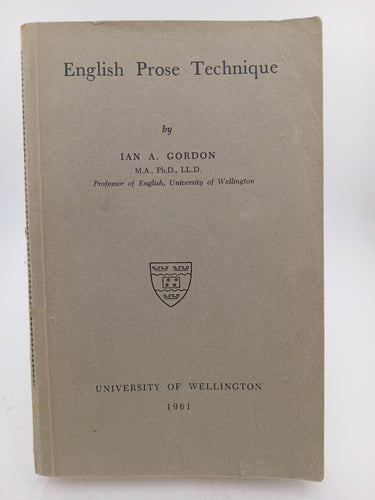 English Prose Technique
by
IAN A. GORDON
M.A., Ph.D., LL.D.
Professor of English, University of Wellington
UNIVERSITY OF WELLINGTON
1961